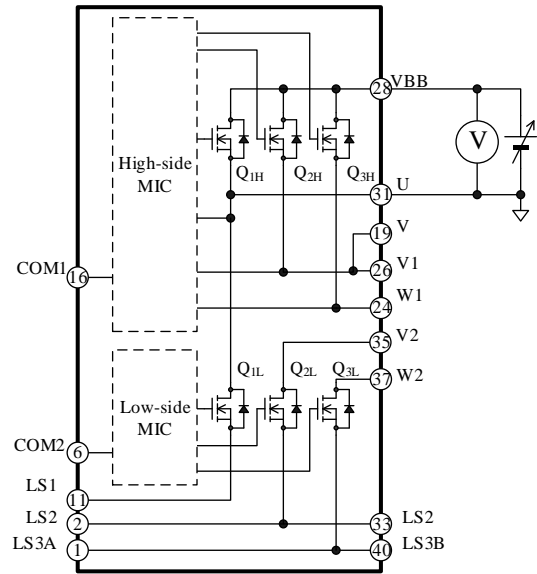 28 VBB
V
High-side
MIC
Q1H
Q2H
Q3H
31 U
19 V
COM1 16
26 V1
24 W1
35 V2
Q1L
Q2L
Q3L
37 W2
Low-side
MIC
COM2 6
LS1 11
LS2 2
33 LS2
LS3A 1
40 LS3B